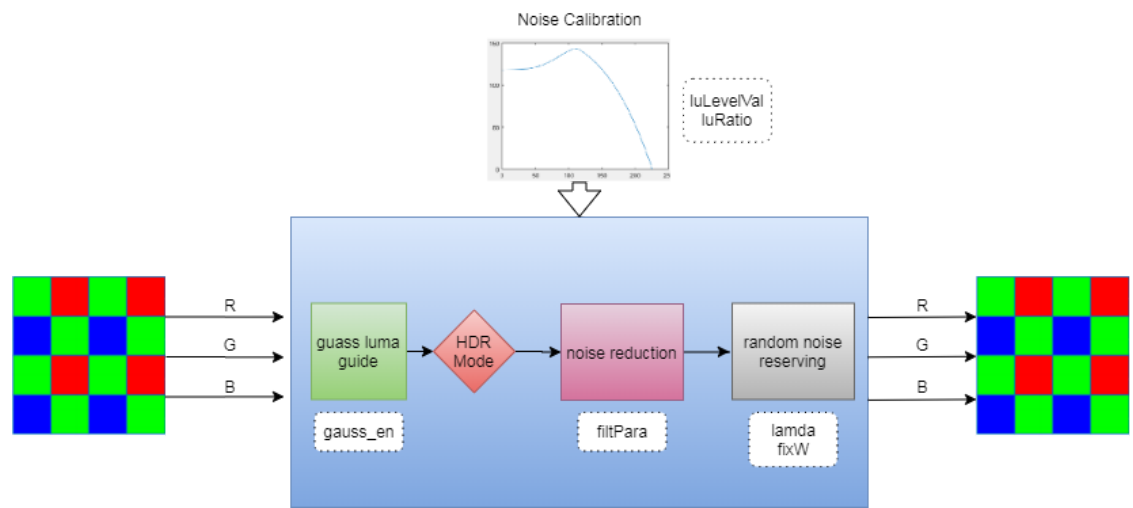 Noise Calibration
luLevelVal
luRatio
R
G
B
guass luma
guide
HDR
Mode
noise reduction
random noise
reserving
gauss_en
filtPara
lamda
fixW
R
G
B